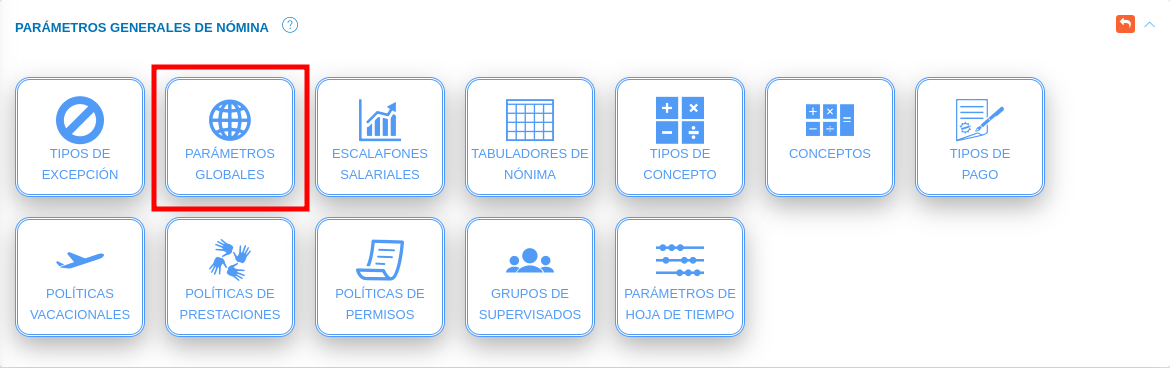 PARÁMETROS GENERALES DE NÓMINA ?
TIPOS DE
EXCEPCIÓN
PARÁMETROS
GLOBALES
ESCALAFONES
SALARIALES
TABULADORES DE
NÓNIMA
TIPOS DE
CONCEPTO
CONCEPTOS
TIPOS DE
PAGO
POLÍTICAS
VACACIONALES
POLÍTICAS DE
PRESTACIONES
POLÍTICAS DE
PERMISOS
GRUPOS DE
SUPERVISADOS
PARÁMETROS DE
HOJA DE TIEMPO